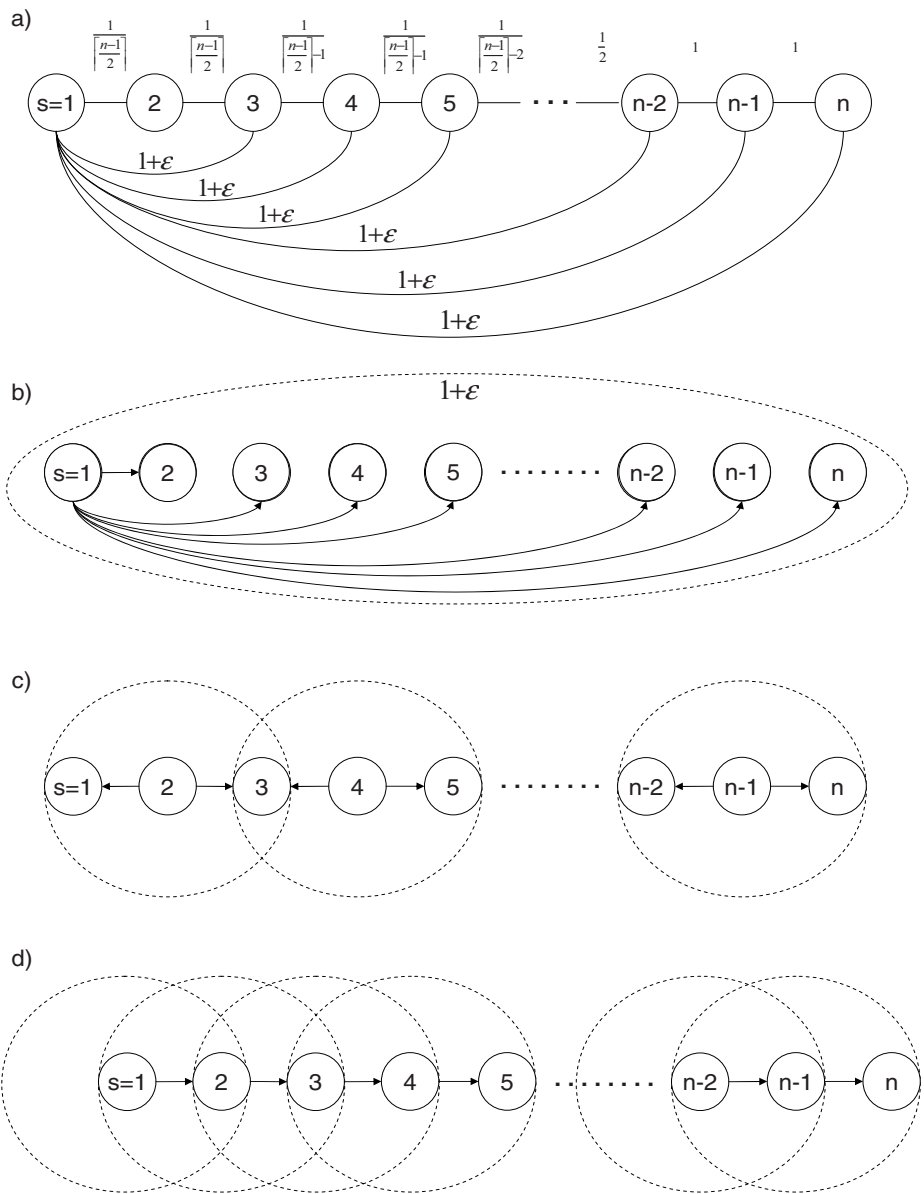 a)
1/⌈(n−1)/2⌉ 1/⌈(n−1)/2⌉ 1/(⌈(n−1)/2⌉−1) 1/(⌈(n−1)/2⌉−1) 1/(⌈(n−1)/2⌉−2) 1/2 1 1
s=1 2 3 4 5 ··· n-2 n-1 n
1+ε
1+ε
1+ε
1+ε
1+ε
1+ε
b)
1+ε
s=1 2 3 4 5 ········ n-2 n-1 n
c)
s=1 2 3 4 5 ········ n-2 n-1 n
d)
s=1 2 3 4 5 ········ n-2 n-1 n